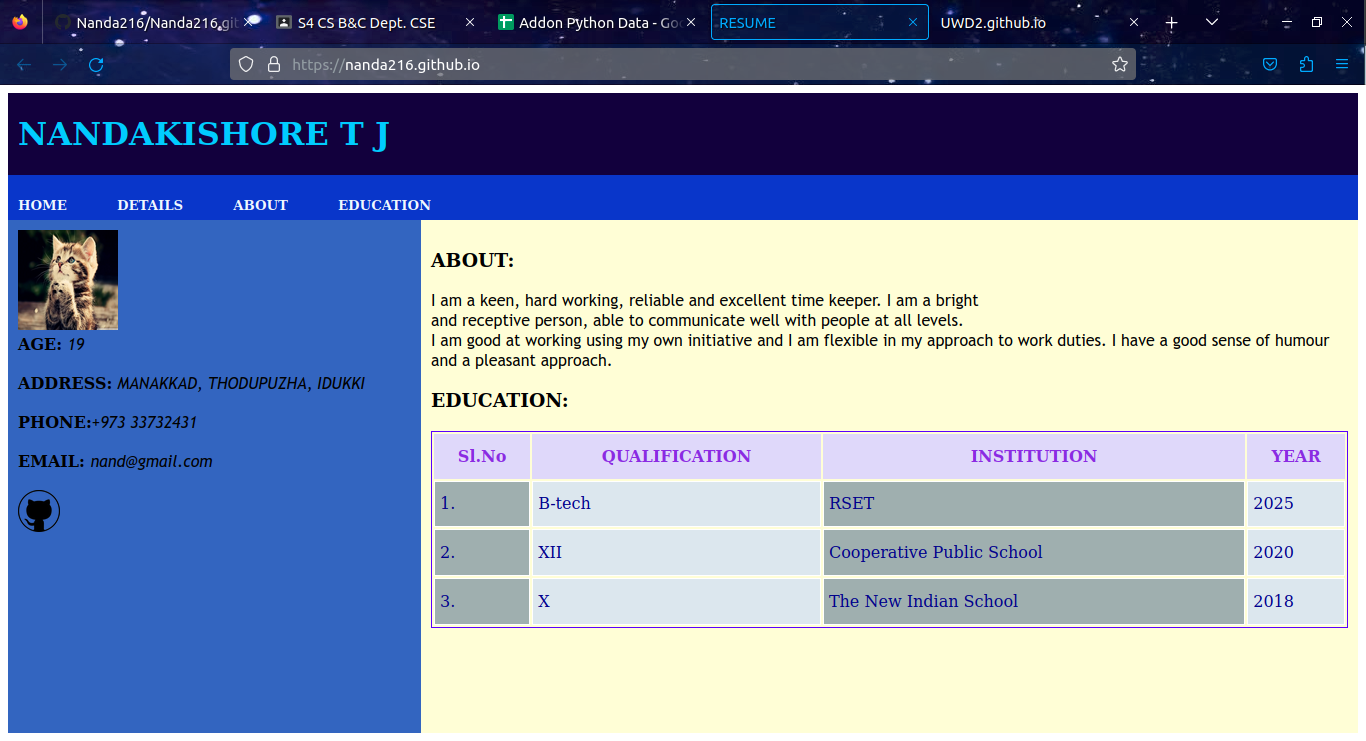 Nanda216/Nanda216.git
S4 CS B&C Dept. CSE
Addon Python Data - Goo
RESUME
UWD2.github.io
https://nanda216.github.io
NANDAKISHORE T J
HOME DETAILS ABOUT EDUCATION
AGE: 19
ADDRESS: MANAKKAD, THODUPUZHA, IDUKKI
PHONE:+973 33732431
EMAIL: nand@gmail.com
ABOUT:
I am a keen, hard working, reliable and excellent time keeper. I am a bright
and receptive person, able to communicate well with people at all levels.
I am good at working using my own initiative and I am flexible in my approach to work duties. I have a good sense of humour
and a pleasant approach.
EDUCATION:
Sl.No QUALIFICATION INSTITUTION YEAR
1. B-tech RSET 2025
2. XII Cooperative Public School 2020
3. X The New Indian School 2018